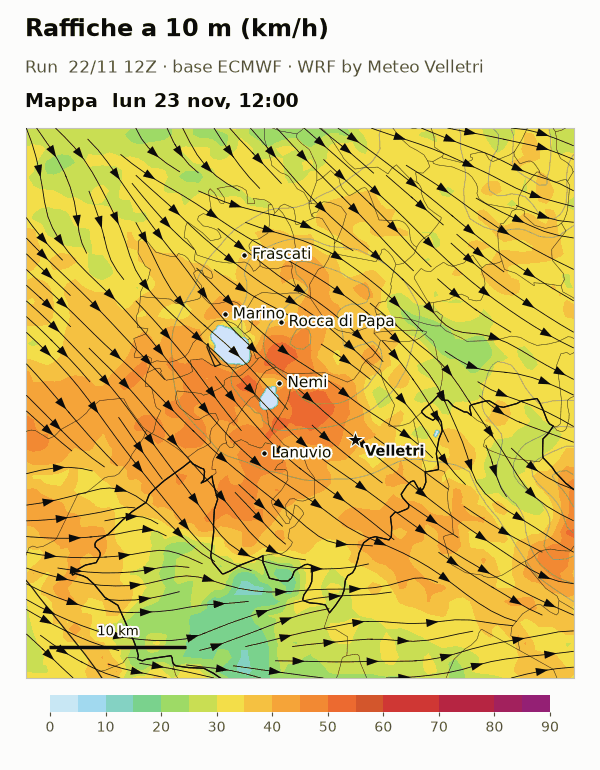 Raffiche a 10 m (km/h)
Run  22/11 12Z · base ECMWF · WRF by Meteo Velletri
Mappa  lun 23 nov, 12:00
Frascati
Marino
Rocca di Papa
Nemi
Velletri
Lanuvio
10 km
0 10 20 30 40 50 60 70 80 90